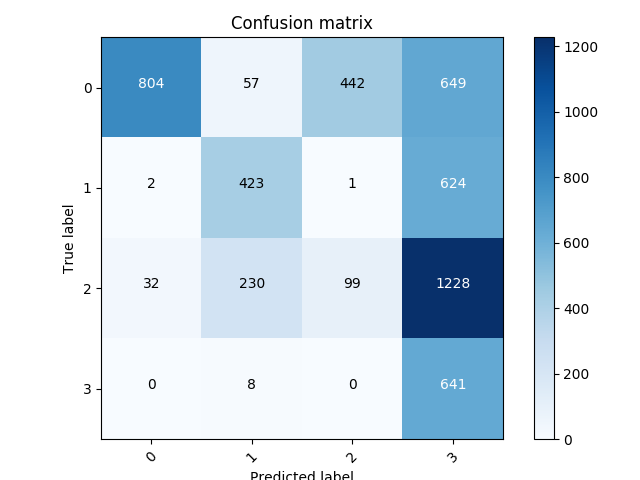 Confusion matrix
0 804 57 442 649
1 2 423 1 624
2 32 230 99 1228
3 0 8 0 641
0 1 2 3
True label
Predicted label
1200
1000
800
600
400
200
0